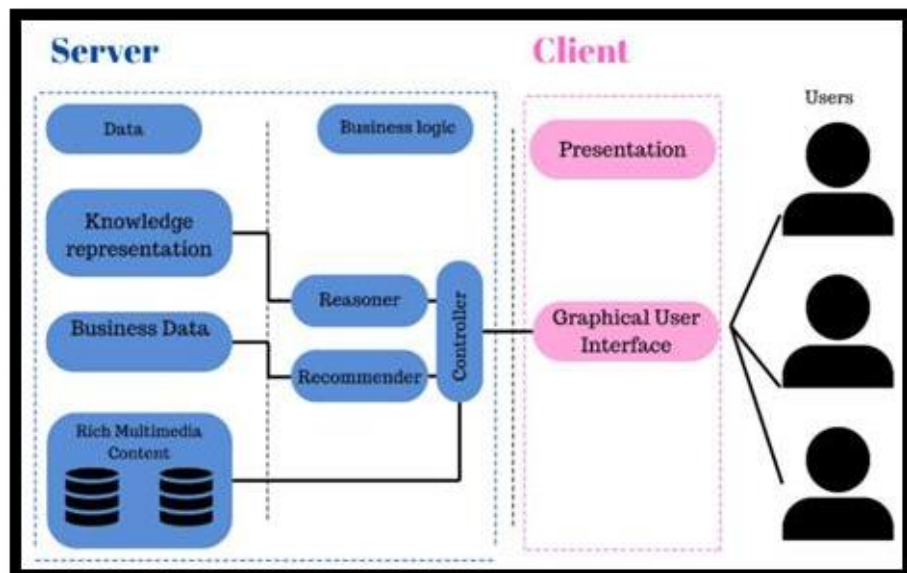 Server
Client
Users
Data
Business logic
Presentation
Knowledge
representation
Reasoner
Controller
Business Data
Recommender
Graphical User
Interface
Rich Multimedia
Content